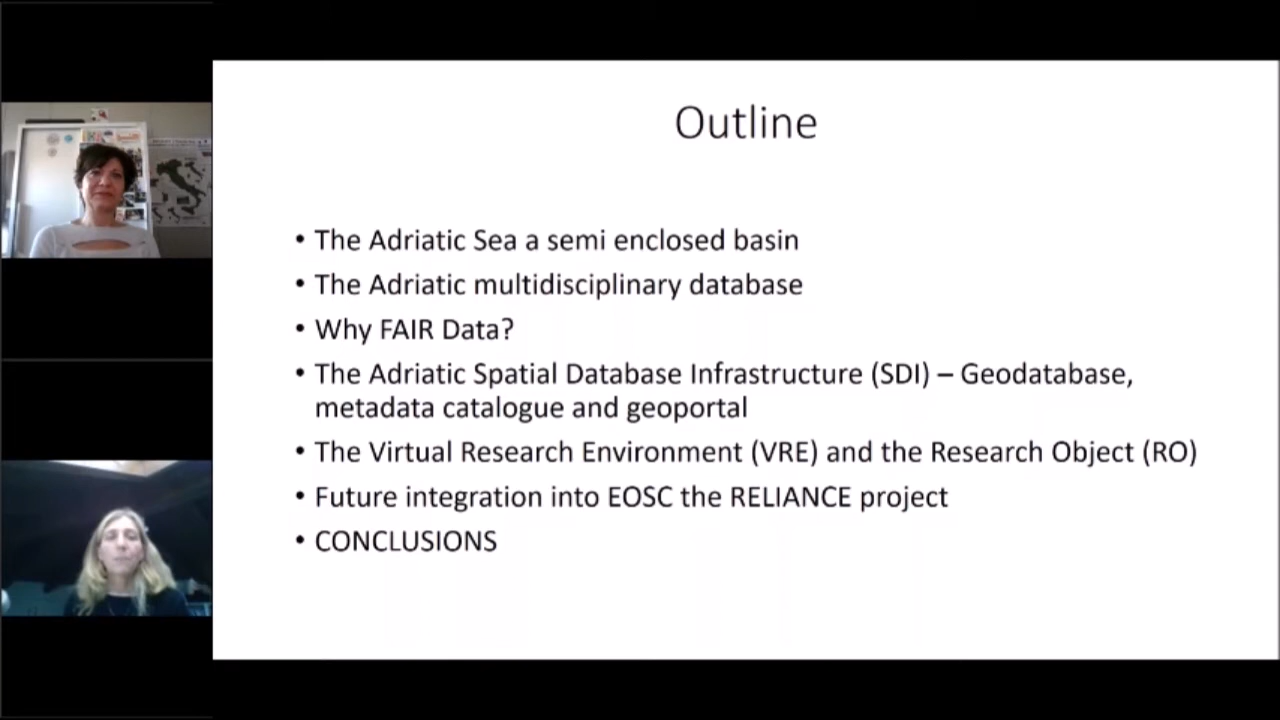 Outline
• The Adriatic Sea a semi enclosed basin
• The Adriatic multidisciplinary database
• Why FAIR Data?
• The Adriatic Spatial Database Infrastructure (SDI) – Geodatabase,
metadata catalogue and geoportal
• The Virtual Research Environment (VRE) and the Research Object (RO)
• Future integration into EOSC the RELIANCE project
• CONCLUSIONS